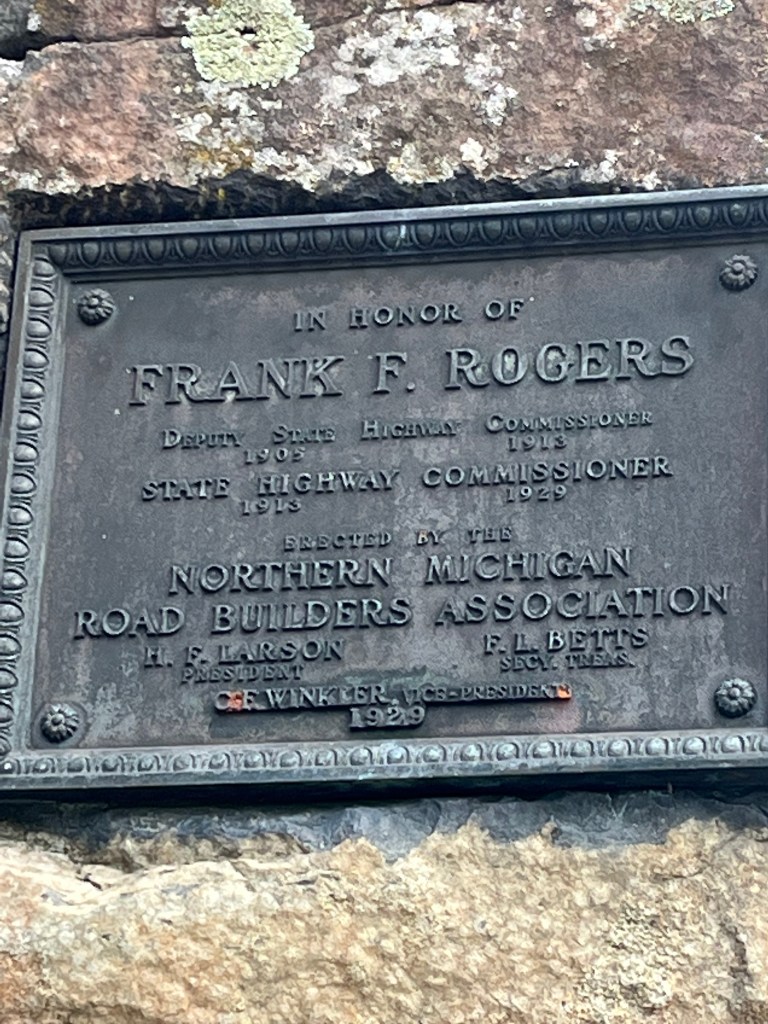 IN HONOR OF
FRANK F. ROGERS
DEPUTY STATE HIGHWAY COMMISSIONER
1905 1913
STATE HIGHWAY COMMISSIONER
1913 1929
ERECTED BY THE
NORTHERN MICHIGAN
ROAD BUILDERS ASSOCIATION
H. F. LARSON F. L. BETTS
PRESIDENT SECY. TREAS.
C.F. WINKLER, VICE-PRESIDENT
1929